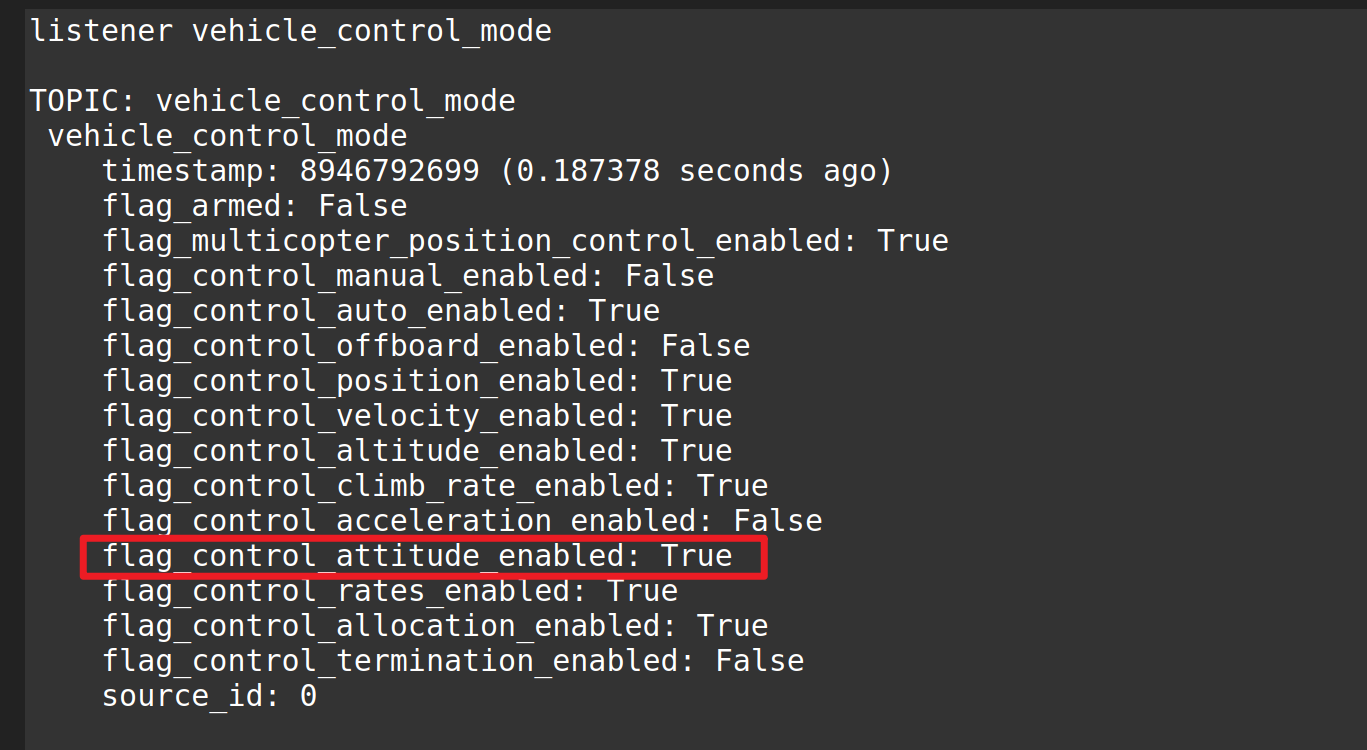 listener vehicle_control_mode
TOPIC: vehicle_control_mode
vehicle_control_mode
timestamp: 8946792699 (0.187378 seconds ago)
flag_armed: False
flag_multicopter_position_control_enabled: True
flag_control_manual_enabled: False
flag_control_auto_enabled: True
flag_control_offboard_enabled: False
flag_control_position_enabled: True
flag_control_velocity_enabled: True
flag_control_altitude_enabled: True
flag_control_climb_rate_enabled: True
flag_control_acceleration_enabled: False
flag_control_attitude_enabled: True
flag_control_rates_enabled: True
flag_control_allocation_enabled: True
flag_control_termination_enabled: False
source_id: 0